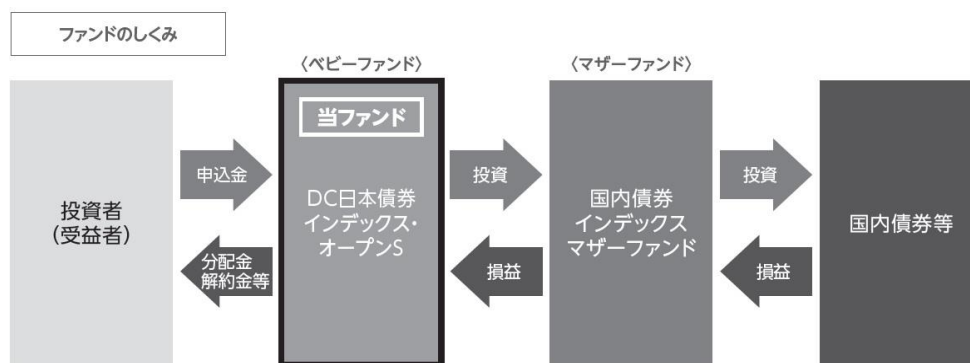 ファンドのしくみ
〈ベビーファンド〉
〈マザーファンド〉
投資者
(受益者)
申込金
分配金
解約金等
当ファンド
DC日本債券
インデックス・
オープンS
投資
損益
国内債券
インデックス
マザーファンド
投資
損益
国内債券等